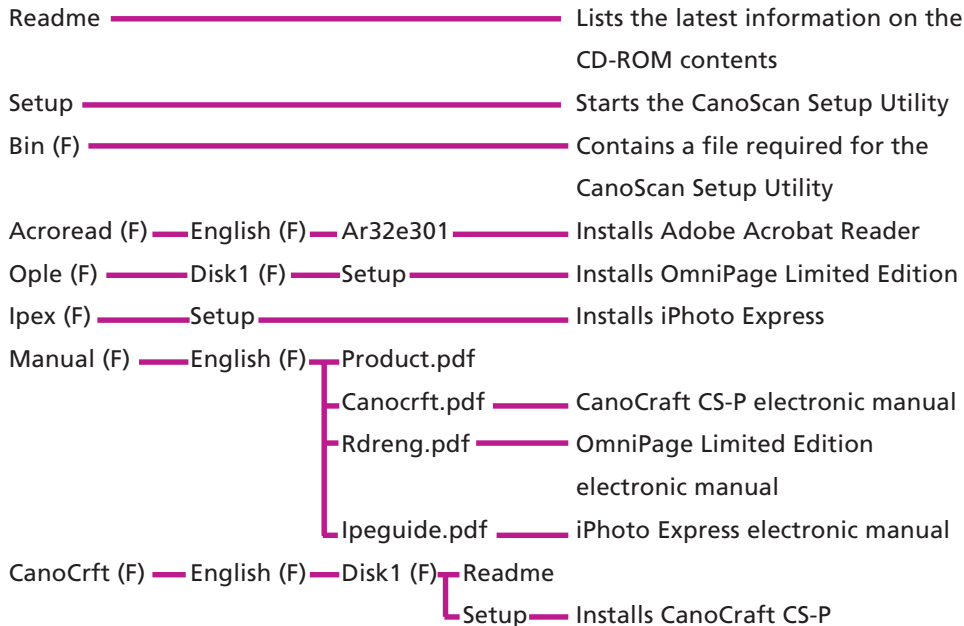 Readme Lists the latest information on the
CD-ROM contents
Setup Starts the CanoScan Setup Utility
Bin (F) Contains a file required for the
CanoScan Setup Utility
Acroread (F) English (F) Ar32e301 Installs Adobe Acrobat Reader
Ople (F) Disk1 (F) Setup Installs OmniPage Limited Edition
Ipex (F) Setup Installs iPhoto Express
Manual (F) English (F) Product.pdf
Canocrft.pdf CanoCraft CS-P electronic manual
Rdreng.pdf OmniPage Limited Edition
electronic manual
Ipeguide.pdf iPhoto Express electronic manual
CanoCrft (F) English (F) Disk1 (F) Readme
Setup Installs CanoCraft CS-P